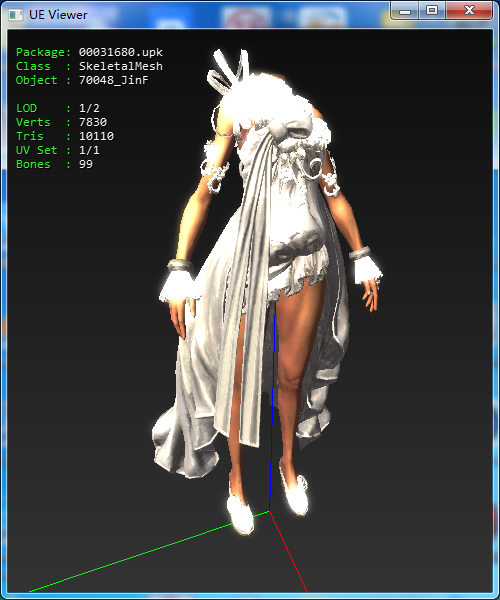 UE Viewer
Package: 00031680.upk
Class : SkeletalMesh
Object : 70048_JinF
LOD : 1/2
Verts : 7830
Tris : 10110
UV Set : 1/1
Bones : 99